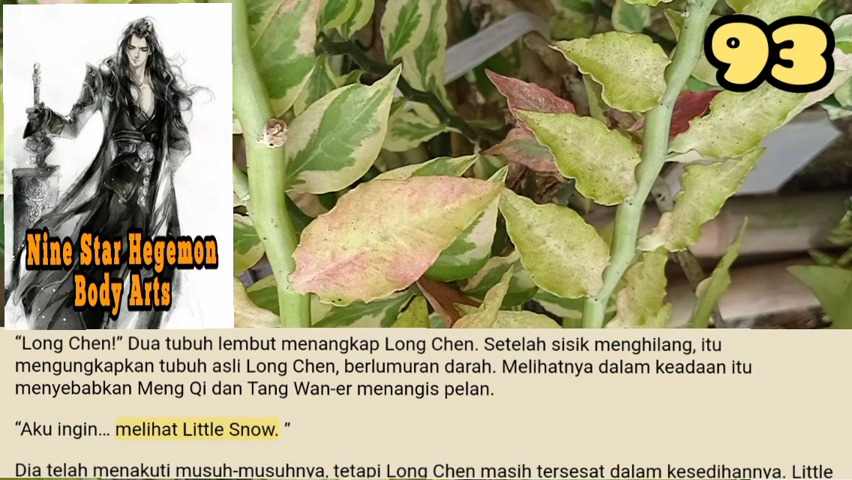 93
Nine Star Hegemon
Body Arts
“Long Chen!” Dua tubuh lembut menangkap Long Chen. Setelah sisik menghilang, itu
mengungkapkan tubuh asli Long Chen, berlumuran darah. Melihatnya dalam keadaan itu
menyebabkan Meng Qi dan Tang Wan-er menangis pelan.
“Aku ingin… melihat Little Snow. ”
Dia telah menakuti musuh-musuhnya, tetapi Long Chen masih tersesat dalam kesedihannya. Little